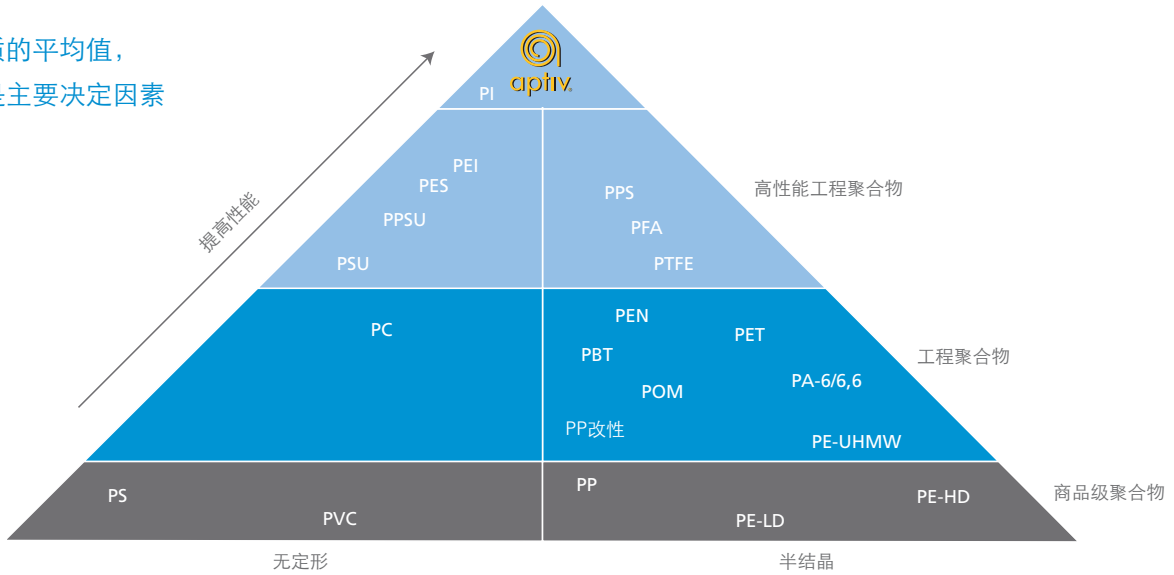 质的平均值，
是主要决定因素
aptiv
PI
提高性能
PEI
PES
PPS
高性能工程聚合物
PPSU
PFA
PSU
PTFE
PEN
PC
PET
PBT
工程聚合物
PA-6/6,6
POM
PP改性
PE-UHMW
PP
PS
PE-HD
商品级聚合物
PVC
PE-LD
无定形
半结晶